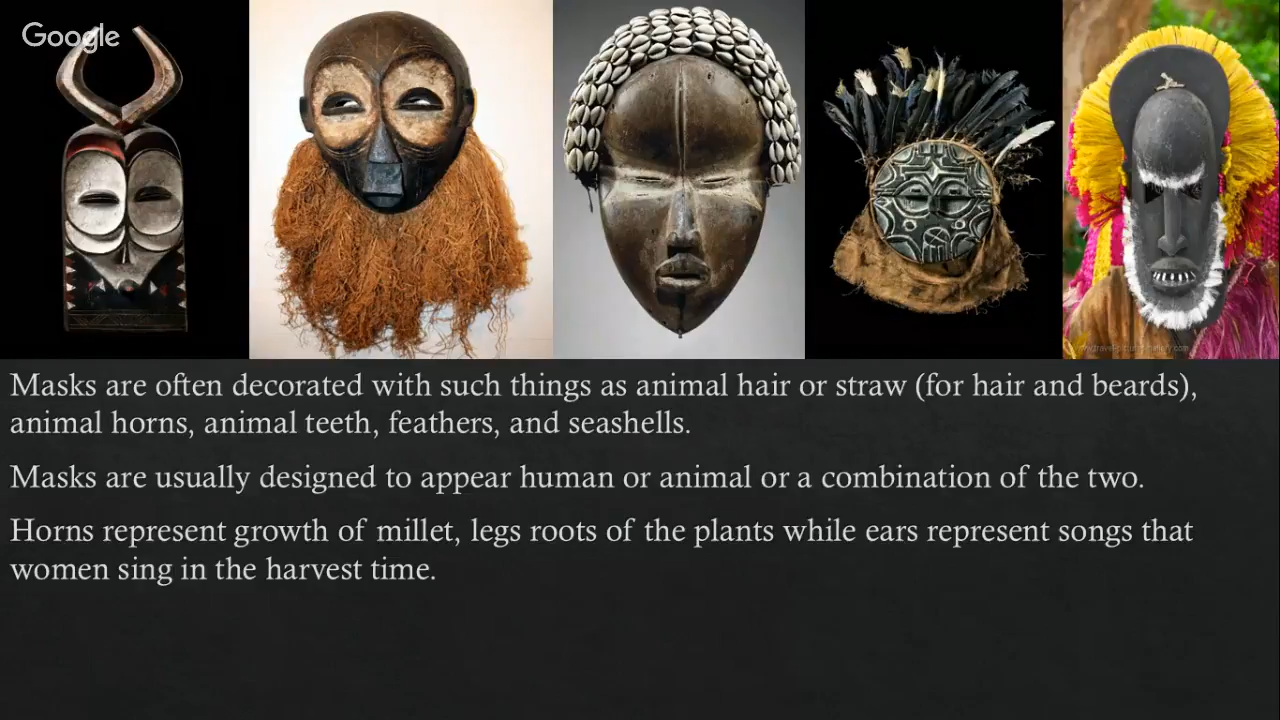 Google
Masks are often decorated with such things as animal hair or straw (for hair and beards),
animal horns, animal teeth, feathers, and seashells.
Masks are usually designed to appear human or animal or a combination of the two.
Horns represent growth of millet, legs roots of the plants while ears represent songs that
women sing in the harvest time.